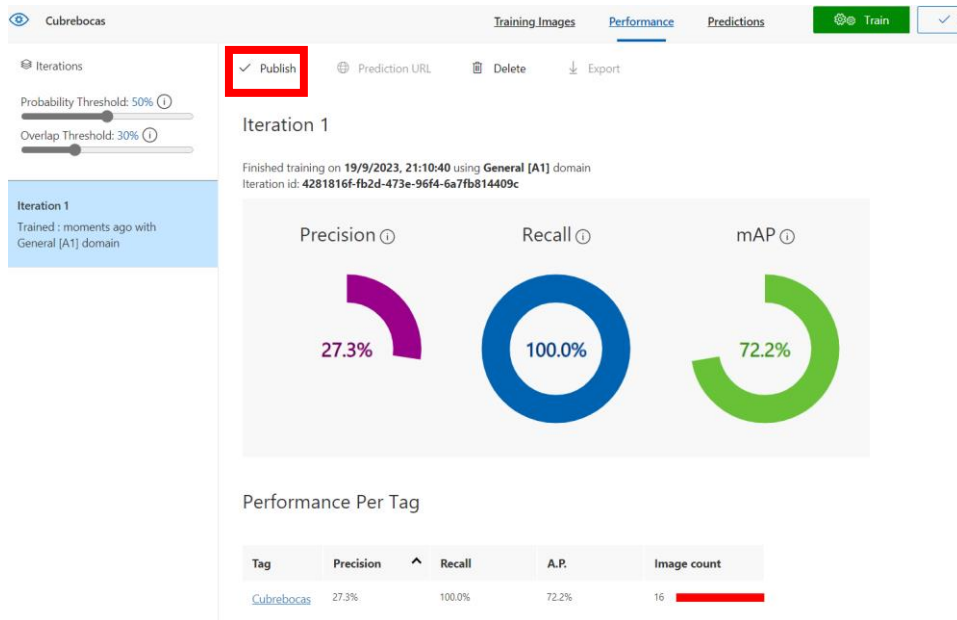 Cubrebocas
Training Images
Performance
Predictions
Train
Iterations
Probability Threshold: 50%
Overlap Threshold: 30%
Iteration 1
Trained : moments ago with
General [A1] domain
Publish
Prediction URL
Delete
Export
Iteration 1
Finished training on 19/9/2023, 21:10:40 using General [A1] domain
Iteration id: 4281816f-fb2d-473e-96f4-6a7fb814409c
Precision
Recall
mAP
27.3%
100.0%
72.2%
Performance Per Tag
Tag Precision Recall A.P. Image count
Cubrebocas 27.3% 100.0% 72.2% 16